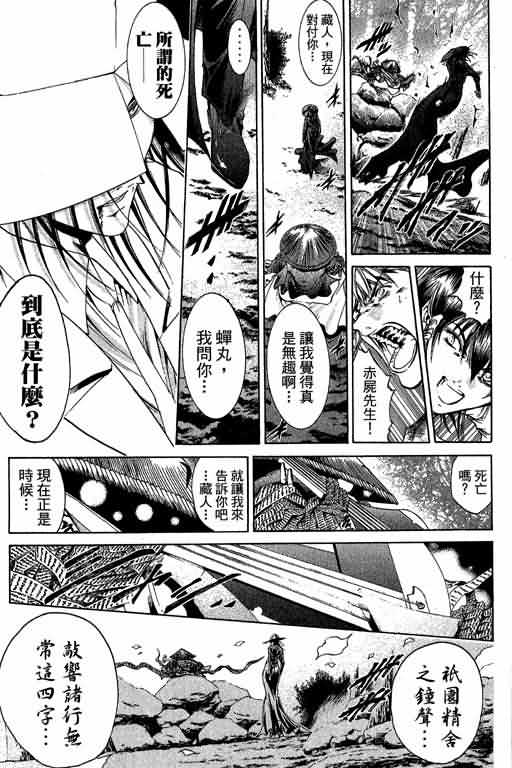 什麼?
赤屍先生!
藏人,現在
對付你…
讓我覺得真
是無趣啊…
……
蟬丸,
我問你…
所謂的死
亡——
到底是什麼?
死亡
嗎?
就讓我來
告訴你吧
…藏人…
現在正是
時候…
祇園精舍
之鐘聲…
敲響諸行無
常這四字…